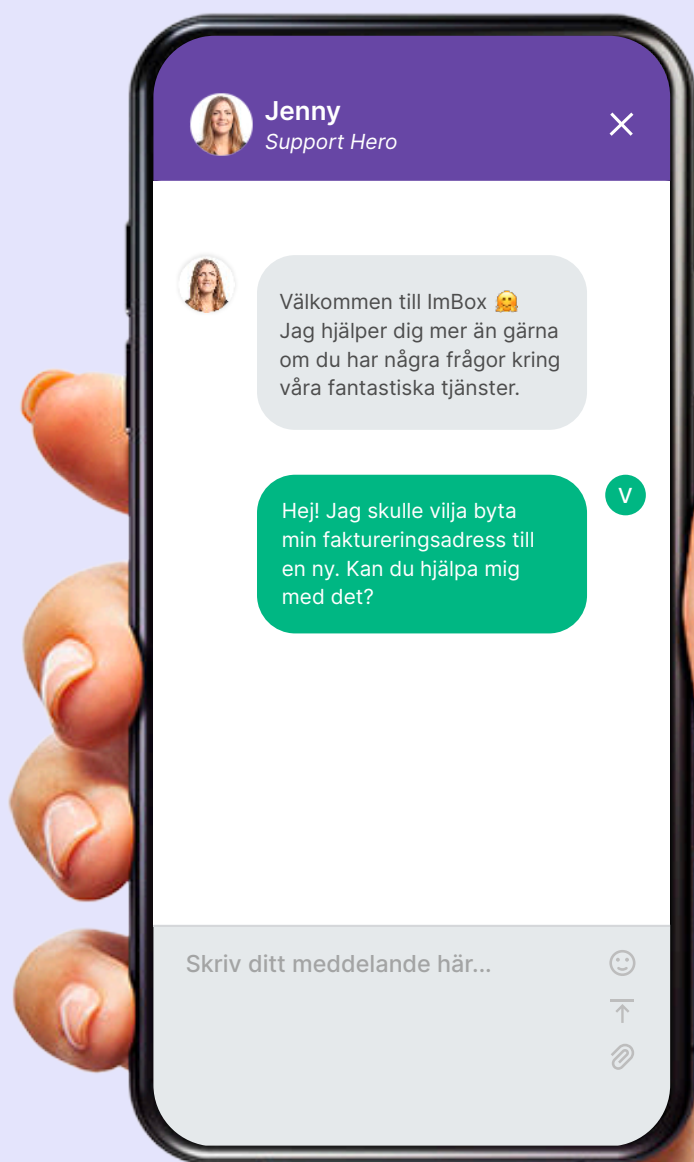 Jenny
Support Hero
Välkommen till ImBox 🤗
Jag hjälper dig mer än gärna
om du har några frågor kring
våra fantastiska tjänster.
V
Hej! Jag skulle vilja byta
min faktureringsadress till
en ny. Kan du hjälpa mig
med det?
Skriv ditt meddelande här...